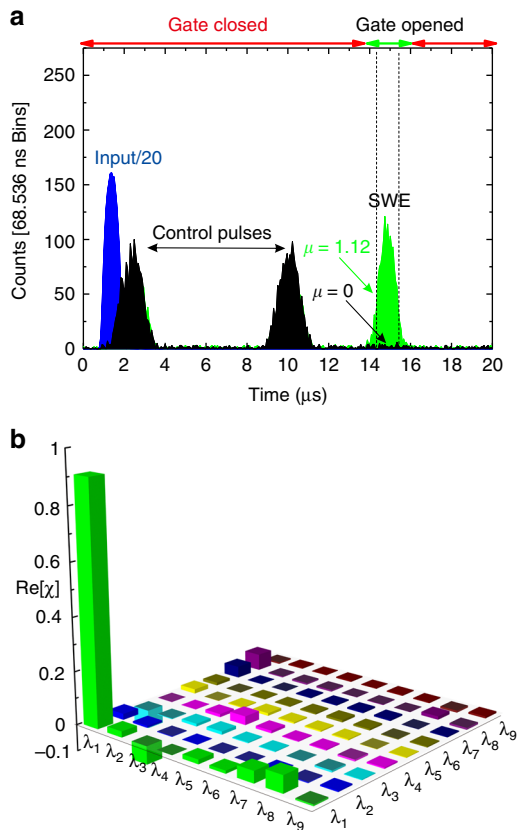 a
Gate closed Gate opened
275
250
200
150
100
50
0
Counts [68.536 ns Bins]
Input/20
Control pulses
SWE
μ = 1.12
μ = 0
0 2 4 6 8 10 12 14 16 18 20
Time (μs)
b
1
0.8
0.6
0.4
0.2
0
–0.1
Re[χ]
λ1 λ2 λ3 λ4 λ5 λ6 λ7 λ8 λ9
λ1 λ2 λ3 λ4 λ5 λ6 λ7 λ8 λ9